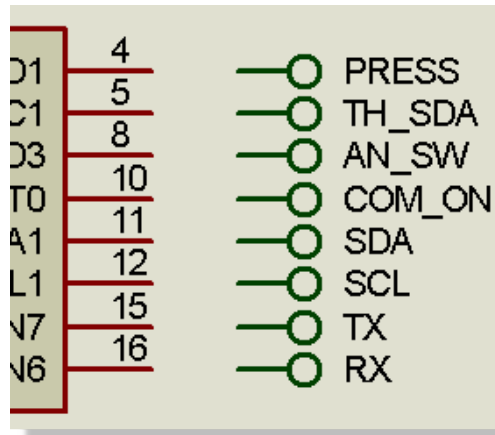 D1 4 PRESS
C1 5 TH_SDA
D3 8 AN_SW
T0 10 COM_ON
A1 11 SDA
L1 12 SCL
N7 15 TX
N6 16 RX